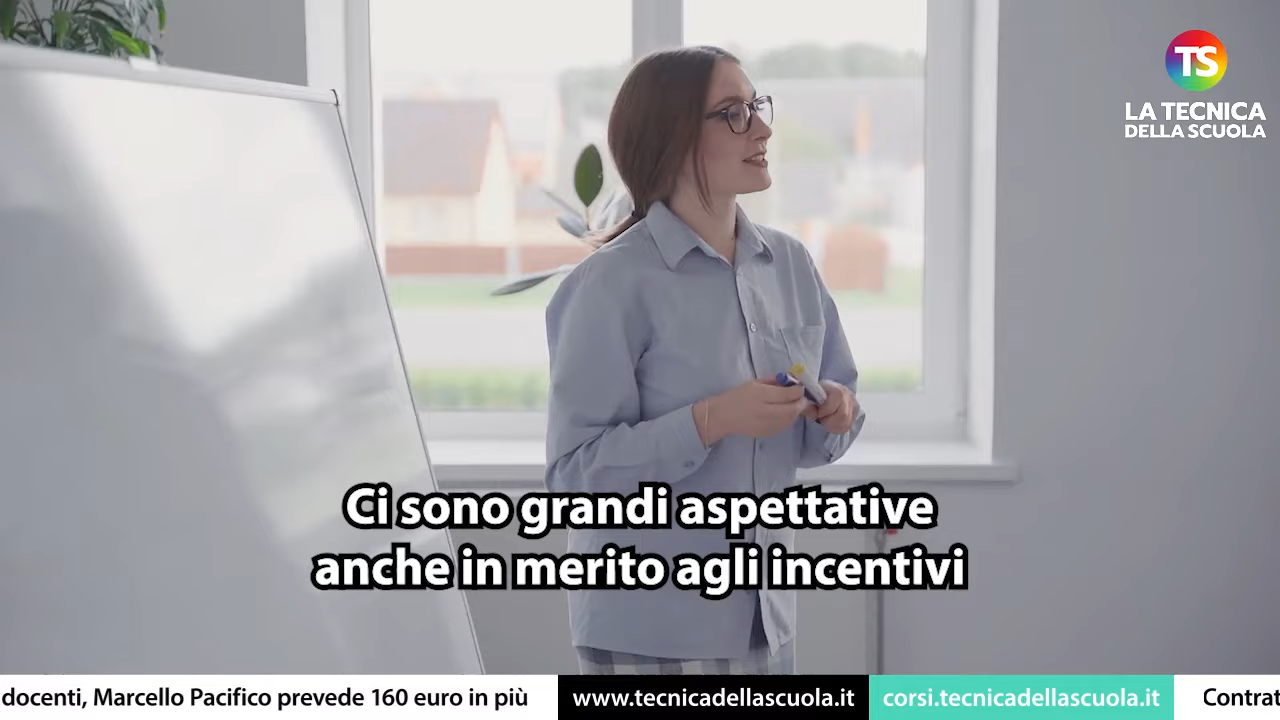 TS
LA TECNICA
DELLA SCUOLA
Ci sono grandi aspettative
anche in merito agli incentivi
docenti, Marcello Pacifico prevede 160 euro in più
www.tecnicadellascuola.it
corsi.tecnicadellascuola.it
Contrat